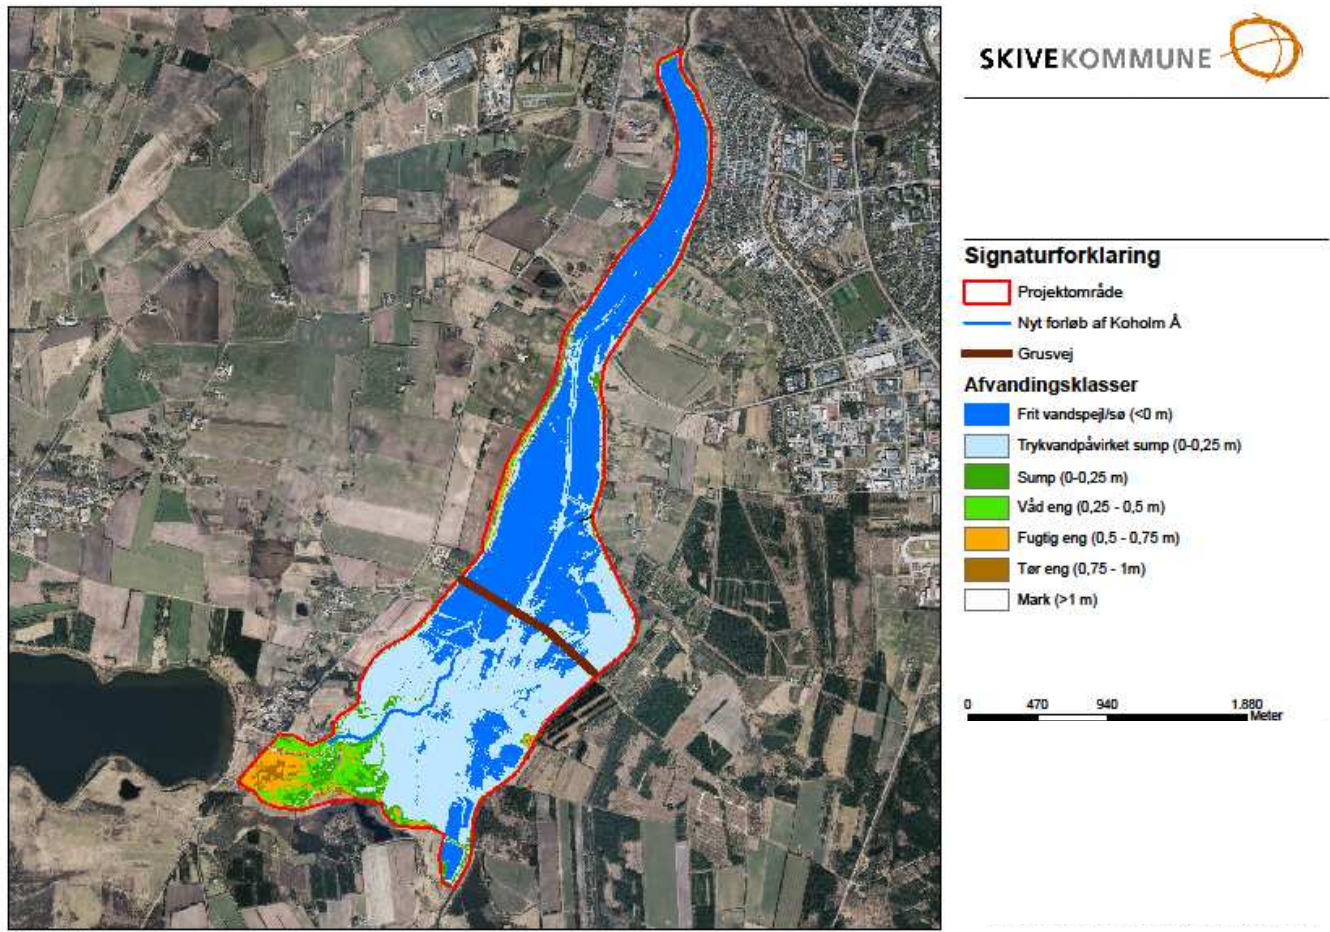 SKIVEKOMMUNE
Signaturforklaring
Projektområde
Nyt forløb af Koholm Å
Grusvej
Afvandingsklasser
Frit vandspejl/sø (<0 m)
Trykvandpåvirket sump (0-0,25 m)
Sump (0-0,25 m)
Våd eng (0,25 - 0,5 m)
Fugtig eng (0,5 - 0,75 m)
Tør eng (0,75 - 1m)
Mark (>1 m)
0 470 940 1.880
Meter